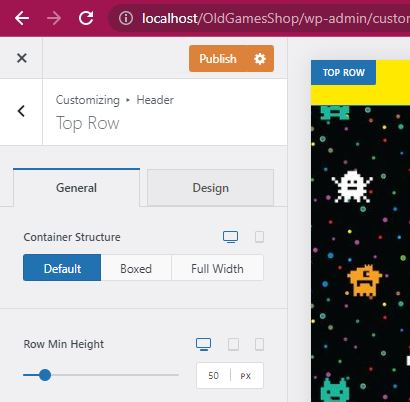 localhost/OldGamesShop/wp-admin/custor
Publish
TOP ROW
Customizing • Header
Top Row
General
Design
Container Structure
Default
Boxed
Full Width
Row Min Height
50
PX